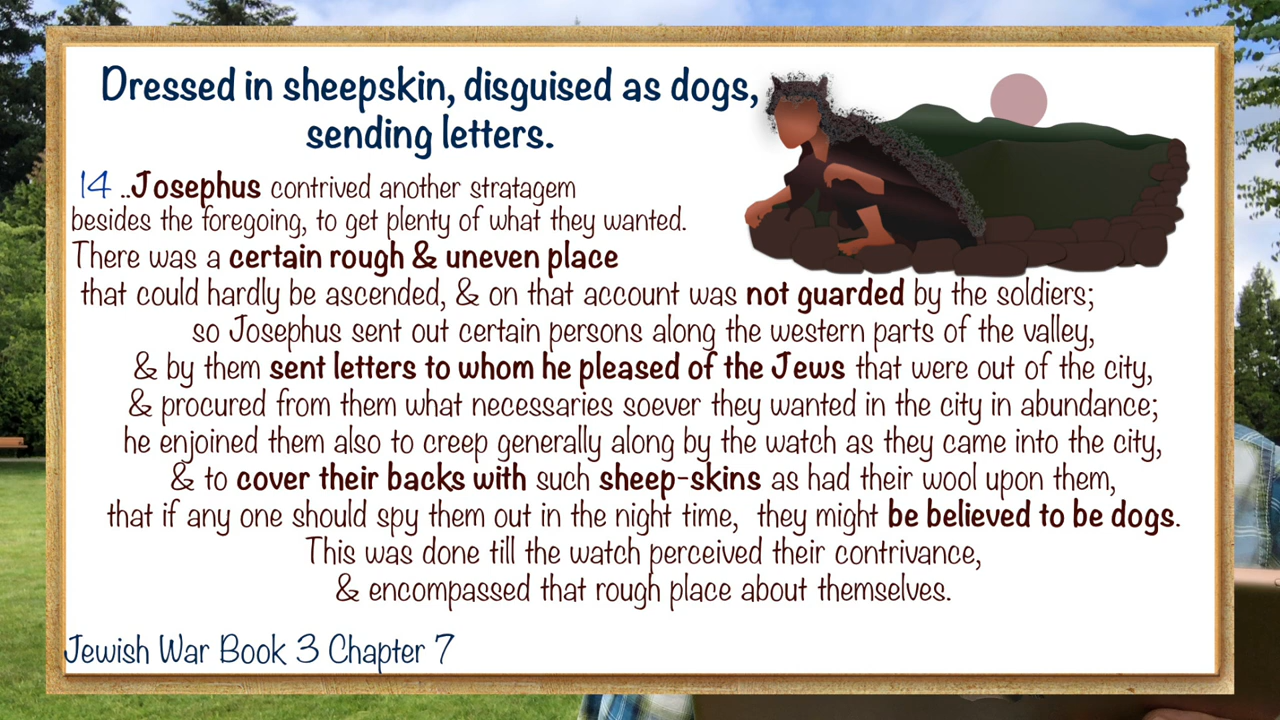 Dressed in sheepskin, disguised as dogs,
sending letters.
14 ..Josephus contrived another stratagem
besides the foregoing, to get plenty of what they wanted.
There was a certain rough & uneven place
that could hardly be ascended, & on that account was not guarded by the soldiers;
so Josephus sent out certain persons along the western parts of the valley,
& by them sent letters to whom he pleased of the Jews that were out of the city,
& procured from them what necessaries soever they wanted in the city in abundance;
he enjoined them also to creep generally along by the watch as they came into the city,
& to cover their backs with such sheep-skins as had their wool upon them,
that if any one should spy them out in the night time, they might be believed to be dogs.
This was done till the watch perceived their contrivance,
& encompassed that rough place about themselves.
Jewish War Book 3 Chapter 7